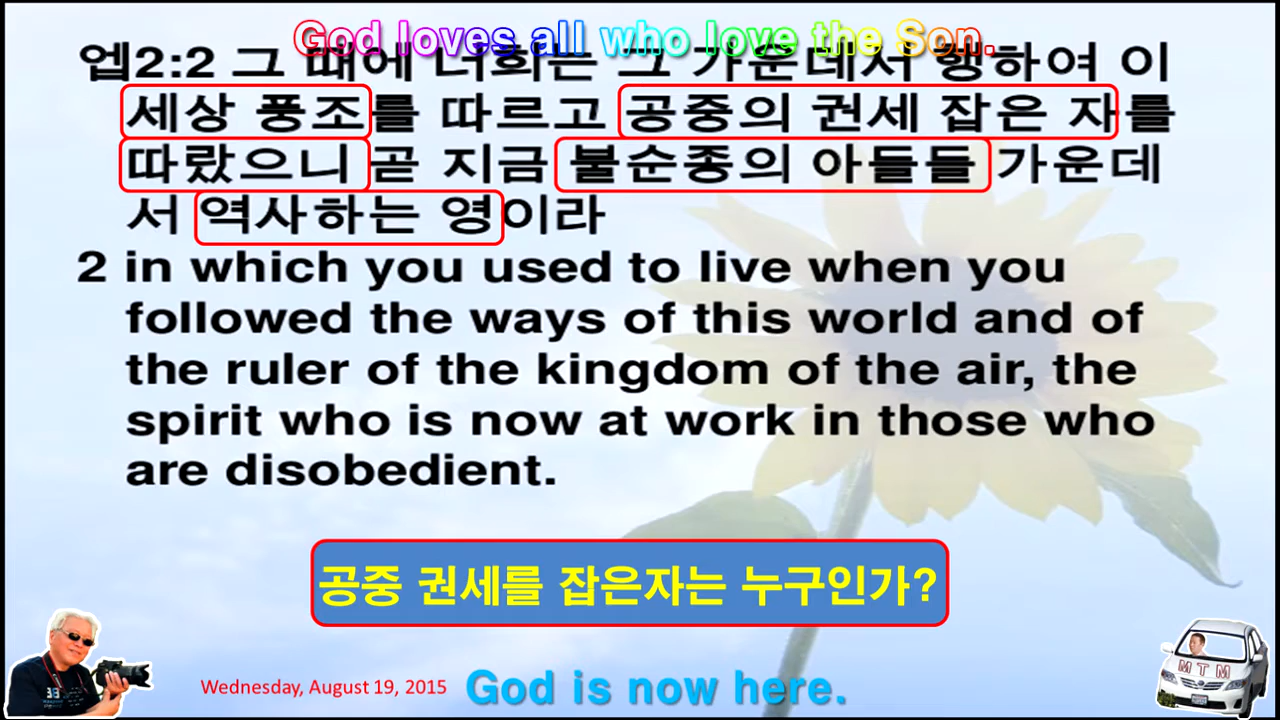 God loves all who love the Son.
엡2:2 그 때에 너희는 그 가운데서 행하여 이
세상 풍조를 따르고 공중의 권세 잡은 자를
따랐으니 곧 지금 불순종의 아들들 가운데
서 역사하는 영이라
2 in which you used to live when you
followed the ways of this world and of
the ruler of the kingdom of the air, the
spirit who is now at work in those who
are disobedient.
공중 권세를 잡은자는 누구인가?
Wednesday, August 19, 2015
God is now here.
MTM